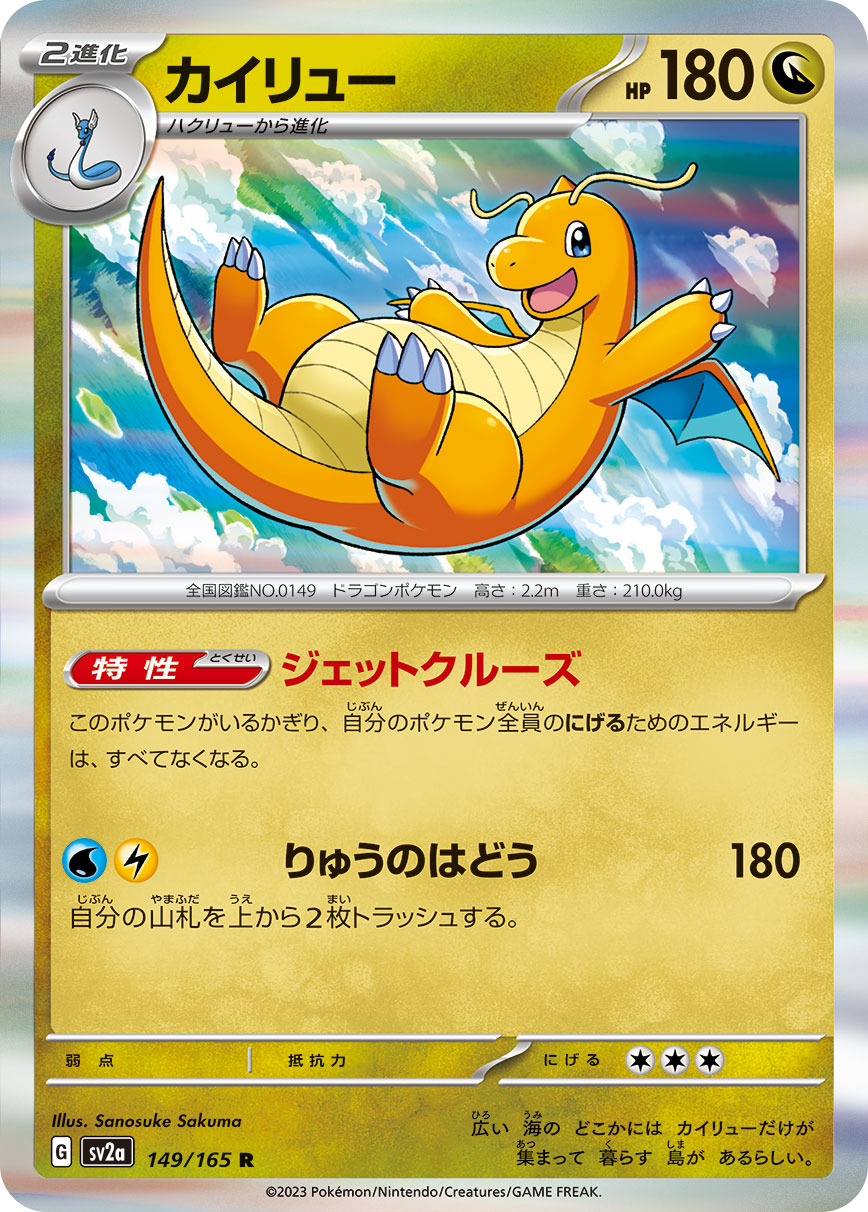 2進化
カイリュー
HP 180
ハクリューから進化
全国図鑑NO.0149 ドラゴンポケモン 高さ:2.2m 重さ:210.0kg
特性 とくせい ジェットクルーズ
じぶん ぜんいん
このポケモンがいるかぎり、自分のポケモン全員のにげるためのエネルギー
は、すべてなくなる。
りゅうのはどう 180
じぶん やまふだ うえ まい
自分の山札を上から2枚トラッシュする。
弱点 抵抗力 にげる
Illus. Sanosuke Sakuma
G sv2a 149/165 R
ひろ うみ
広い 海の どこかには カイリューだけが
あつ く しま
集まって 暮らす 島が あるらしい。
©2023 Pokémon/Nintendo/Creatures/GAME FREAK.